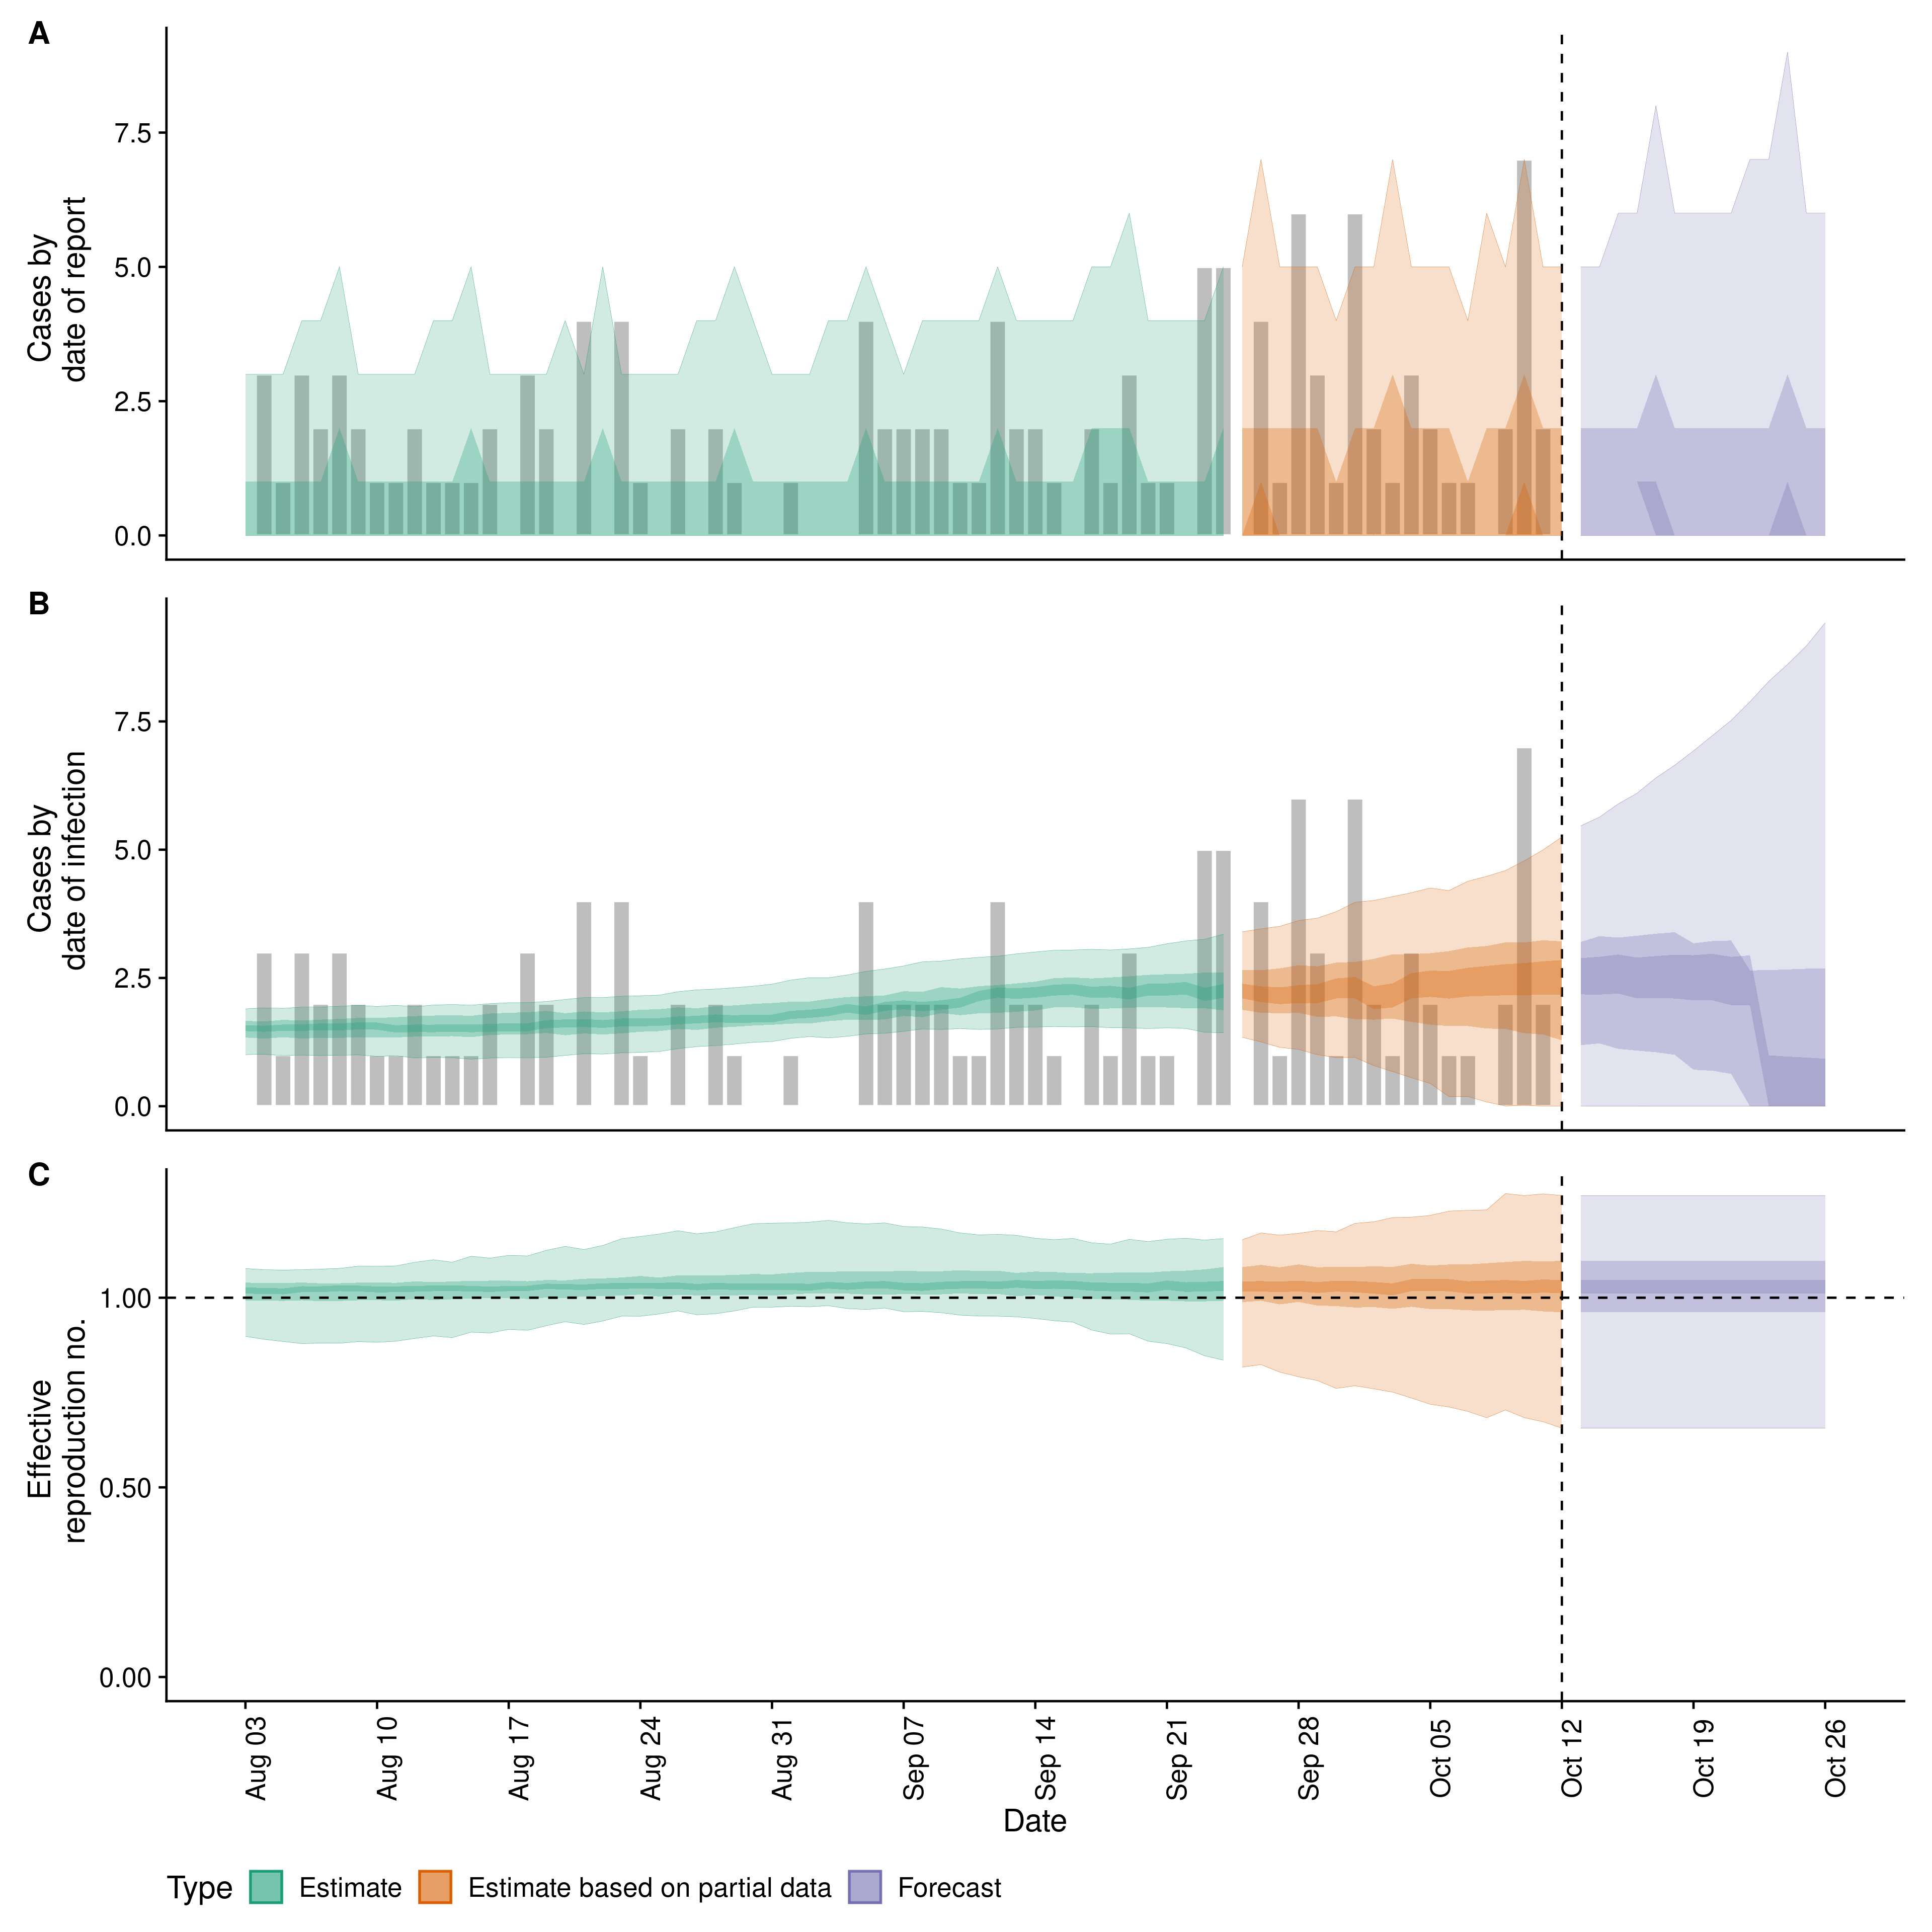 A
Cases by
date of report
7.5
5.0
2.5
0.0
B
Cases by
date of infection
7.5
5.0
2.5
0.0
C
Effective
reproduction no.
1.00
0.50
0.00
Aug 03
Aug 10
Aug 17
Aug 24
Aug 31
Sep 07
Sep 14
Sep 21
Sep 28
Oct 05
Oct 12
Oct 19
Oct 26
Date
Type Estimate Estimate based on partial data Forecast